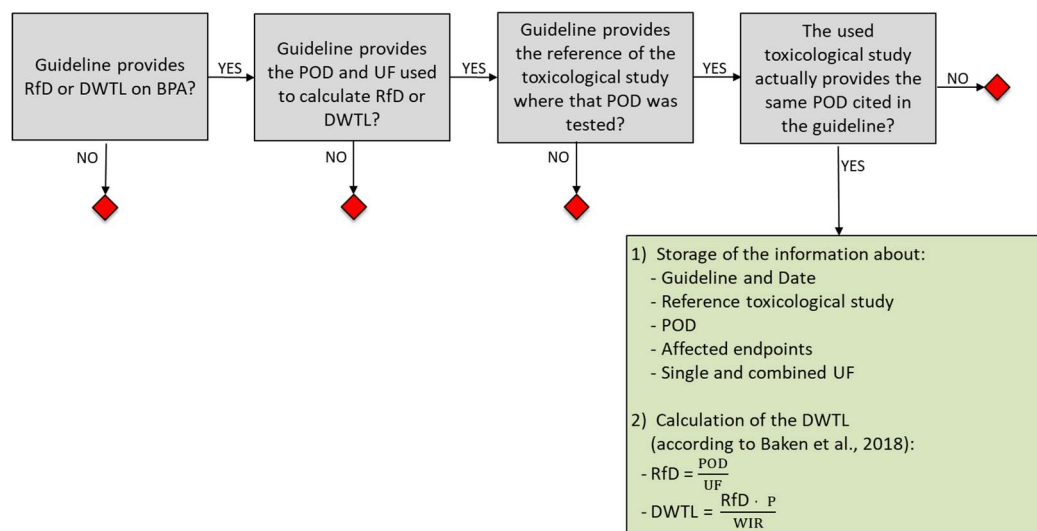 Guideline provides
RfD or DWTL on BPA?
YES
NO
Guideline provides
the POD and UF used
to calculate RfD or
DWTL?
YES
NO
Guideline provides
the reference of the
toxicological study
where that POD was
tested?
YES
NO
The used
toxicological study
actually provides the
same POD cited in
the guideline?
NO
YES
1) Storage of the information about:
- Guideline and Date
- Reference toxicological study
- POD
- Affected endpoints
- Single and combined UF
2) Calculation of the DWTL
(according to Baken et al., 2018):
- RfD = POD/UF
- DWTL = RfD · P/WIR